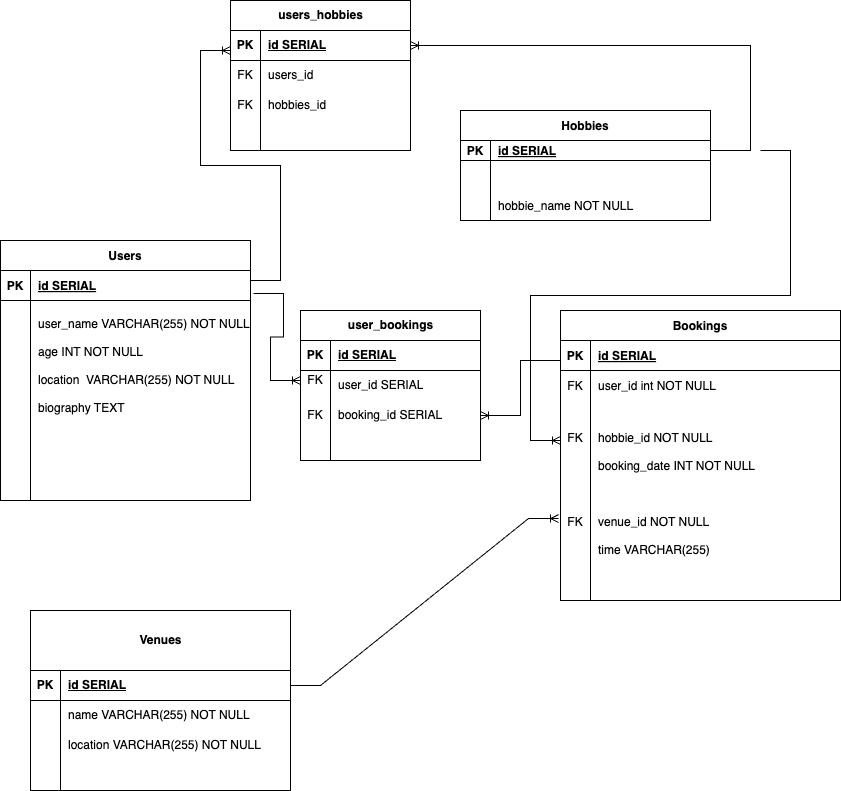 users_hobbies
PK id SERIAL
FK users_id
FK hobbies_id
Hobbies
PK id SERIAL
hobbie_name NOT NULL
Users
PK id SERIAL
user_name VARCHAR(255) NOT NULL
age INT NOT NULL
location VARCHAR(255) NOT NULL
biography TEXT
user_bookings
PK id SERIAL
FK user_id SERIAL
FK booking_id SERIAL
Bookings
PK id SERIAL
FK user_id int NOT NULL
FK hobbie_id NOT NULL
booking_date INT NOT NULL
FK venue_id NOT NULL
time VARCHAR(255)
Venues
PK id SERIAL
name VARCHAR(255) NOT NULL
location VARCHAR(255) NOT NULL